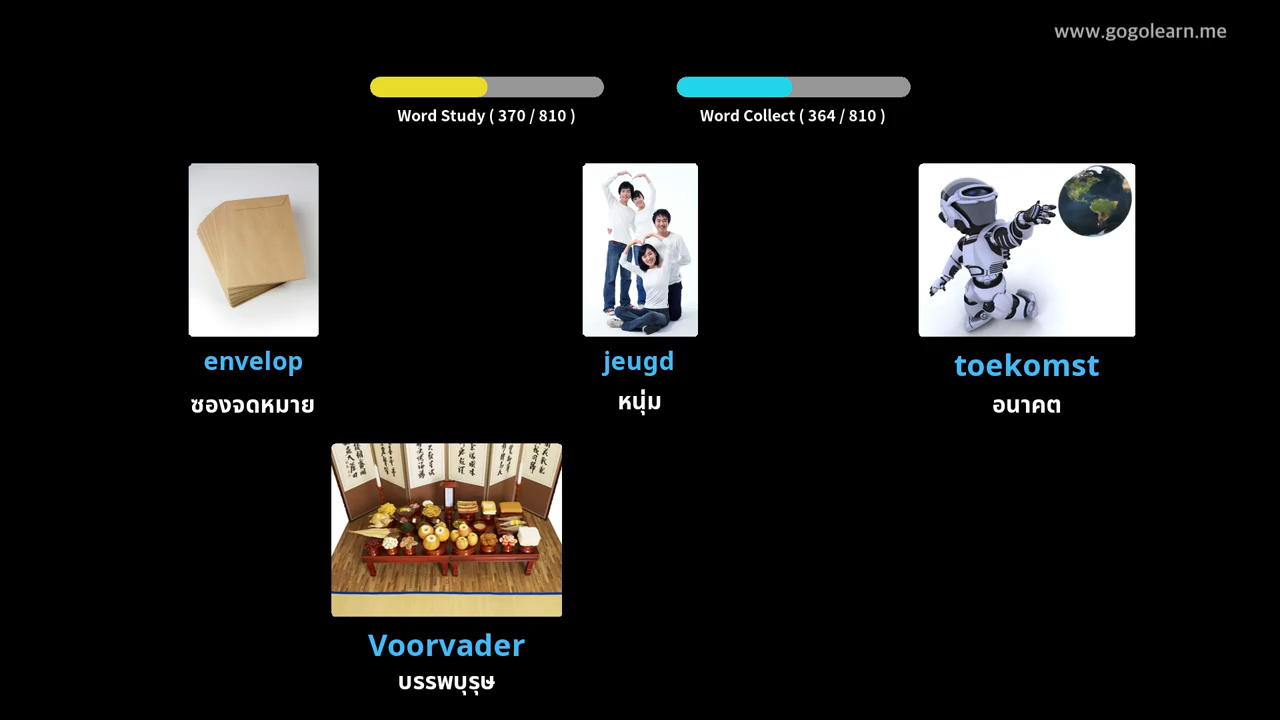 www.gogolearn.me
Word Study ( 370 / 810 )
Word Collect ( 364 / 810 )
envelop
ซองจดหมาย
jeugd
หนุ่ม
toekomst
อนาคต
Voorvader
บรรพบุรุษ